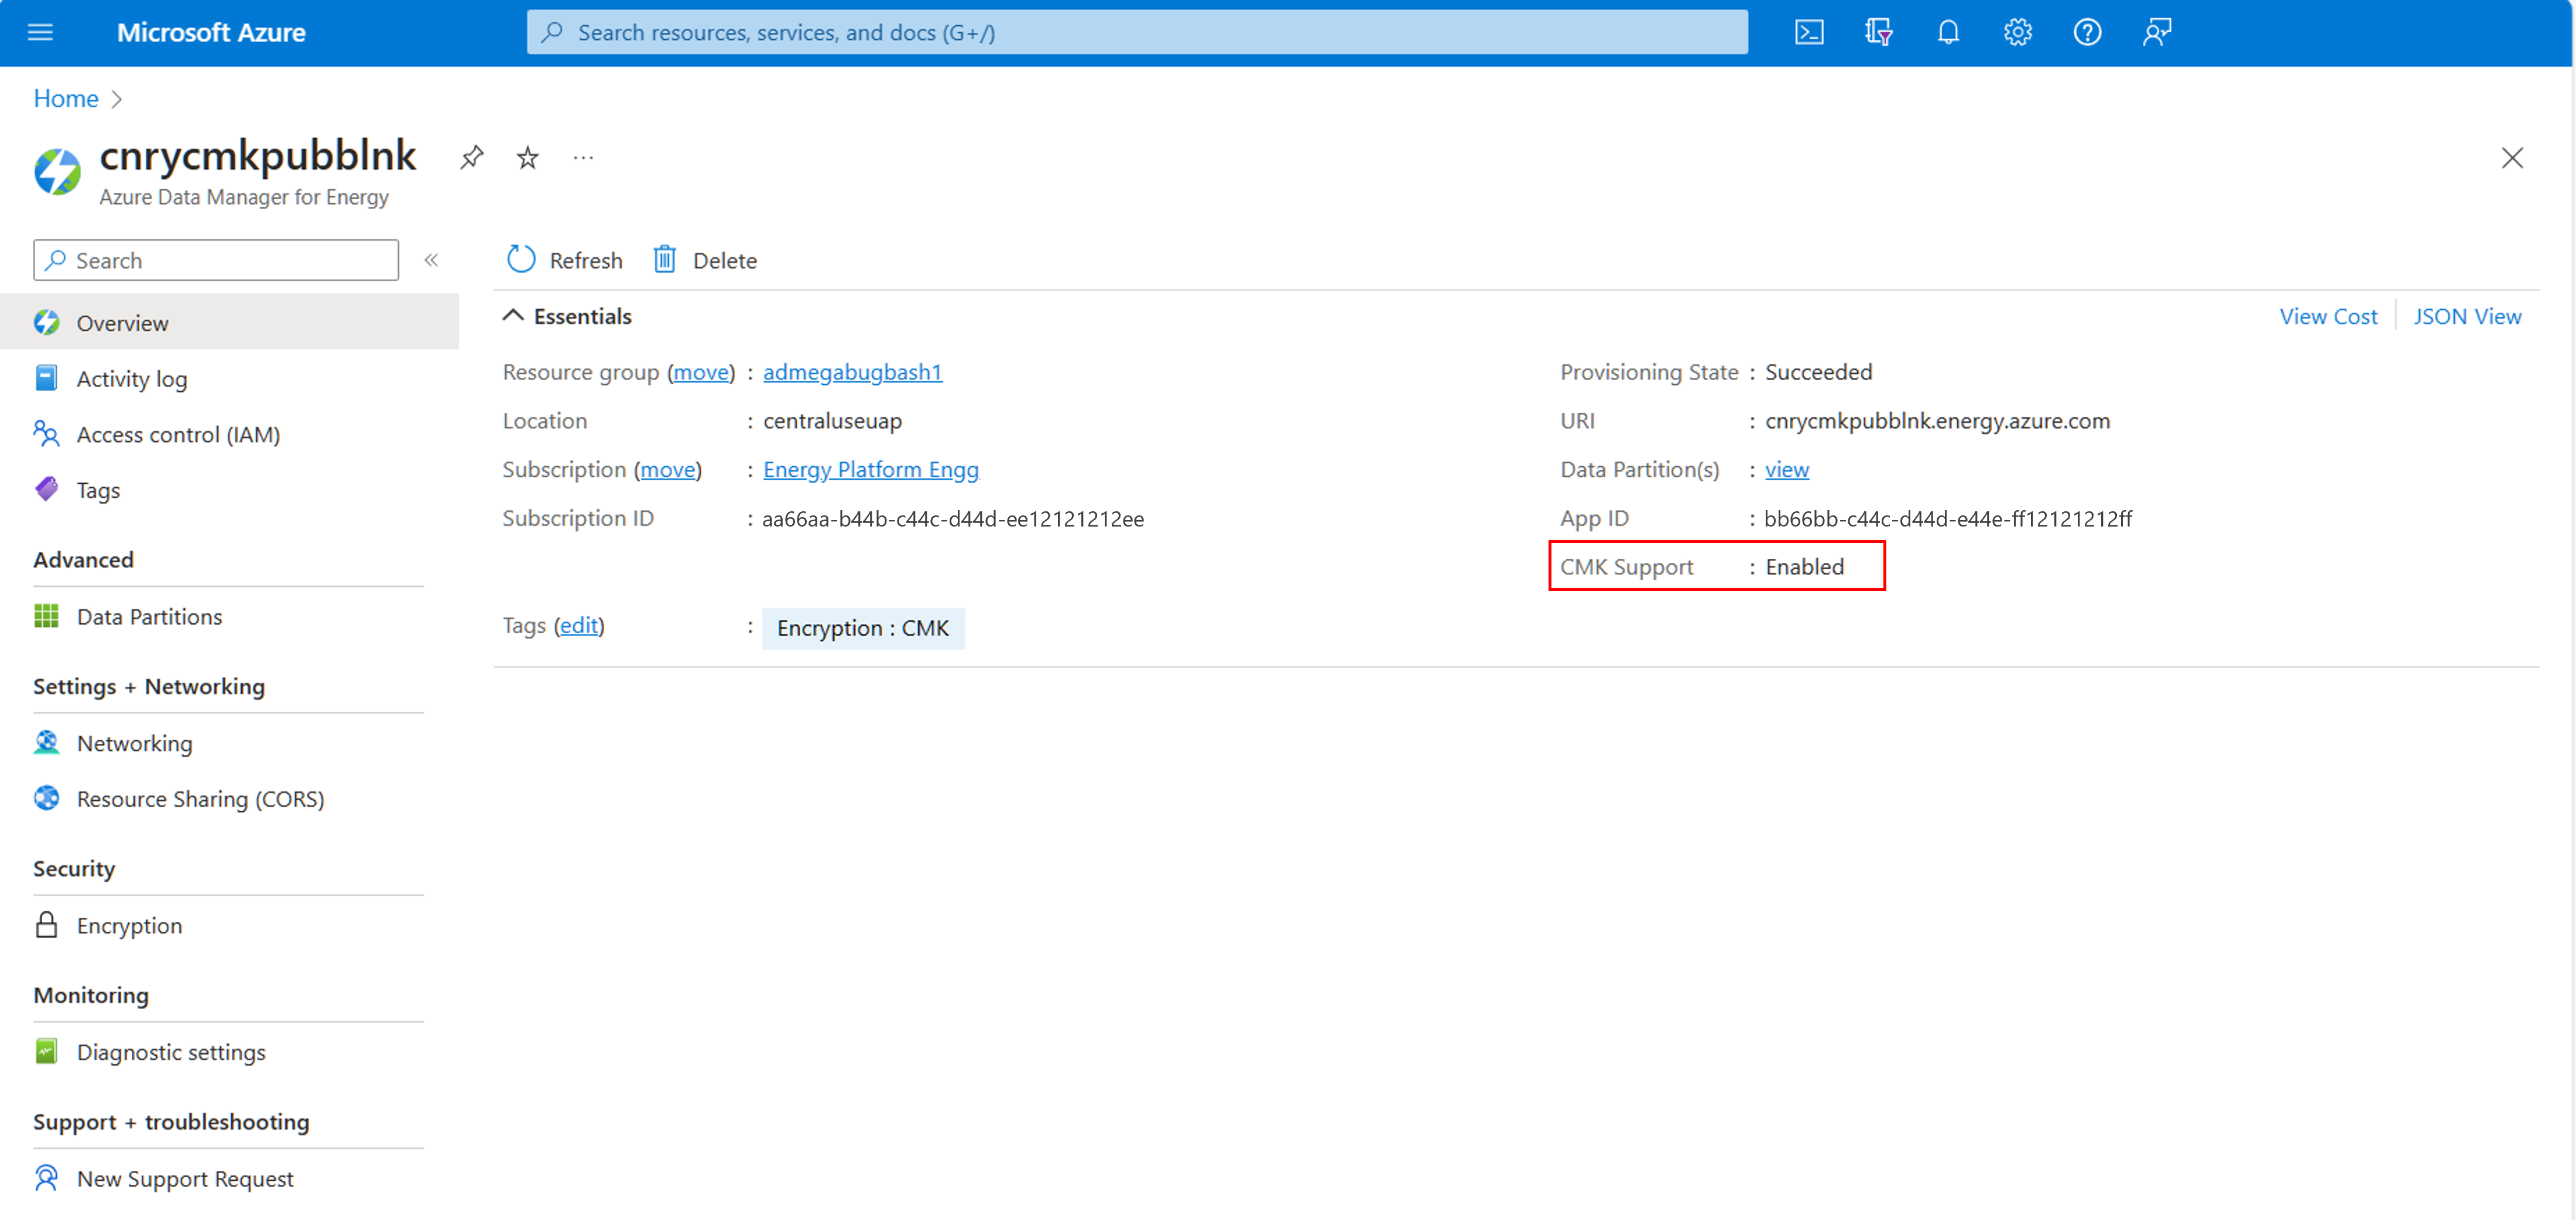 Microsoft Azure
Search resources, services, and docs (G+/)
Home
cnrycmkpubblnk
Azure Data Manager for Energy
Search
Refresh
Delete
Overview
Activity log
Access control (IAM)
Tags
Advanced
Data Partitions
Settings + Networking
Networking
Resource Sharing (CORS)
Security
Encryption
Monitoring
Diagnostic settings
Support + troubleshooting
New Support Request
Essentials
View Cost
JSON View
Resource group (move) : admegabugbash1
Location : centraluseuap
Subscription (move) : Energy Platform Engg
Subscription ID : aa66aa-b44b-c44c-d44d-ee12121212ee
Provisioning State : Succeeded
URI : cnrycmkpubblnk.energy.azure.com
Data Partition(s) : view
App ID : bb66bb-c44c-d44d-e44e-ff12121212ff
CMK Support : Enabled
Tags (edit) : Encryption : CMK